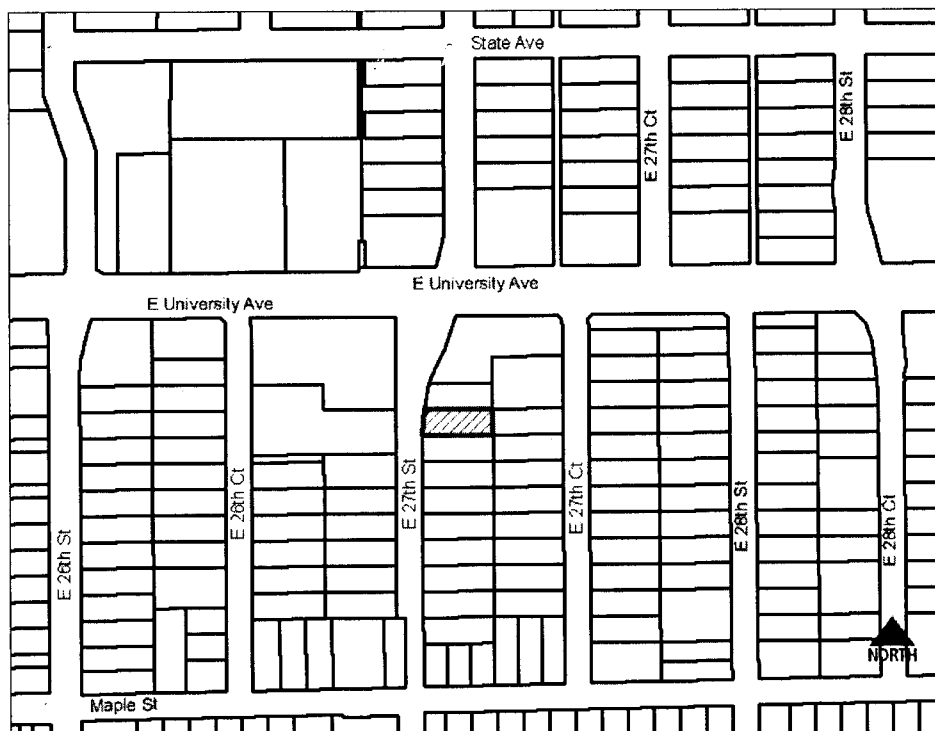 State Ave
E 27th Ct
E 28th St
E University Ave
E University Ave
E 26th St
E 26th Ct
E 27th St
E 27th Ct
E 28th St
E 28th Ct
NORTH
Maple St